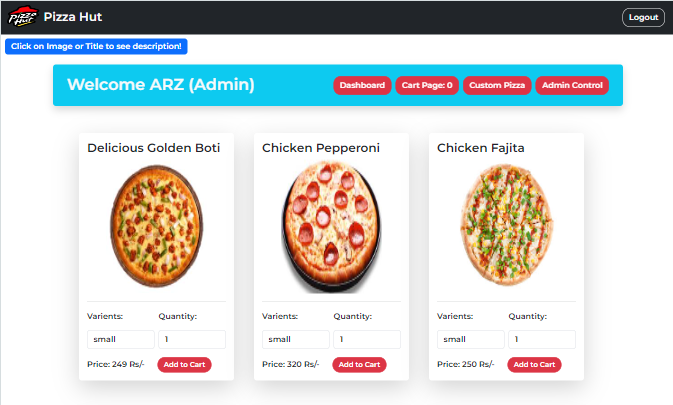 Pizza Hut Pizza Hut Logout
Click on Image or Title to see description!
Welcome ARZ (Admin) Dashboard Cart Page: 0 Custom Pizza Admin Control
Delicious Golden Boti
Varients: Quantity:
small 1
Price: 249 Rs/- Add to Cart
Chicken Pepperoni
Varients: Quantity:
small 1
Price: 320 Rs/- Add to Cart
Chicken Fajita
Varients: Quantity:
small 1
Price: 250 Rs/- Add to Cart